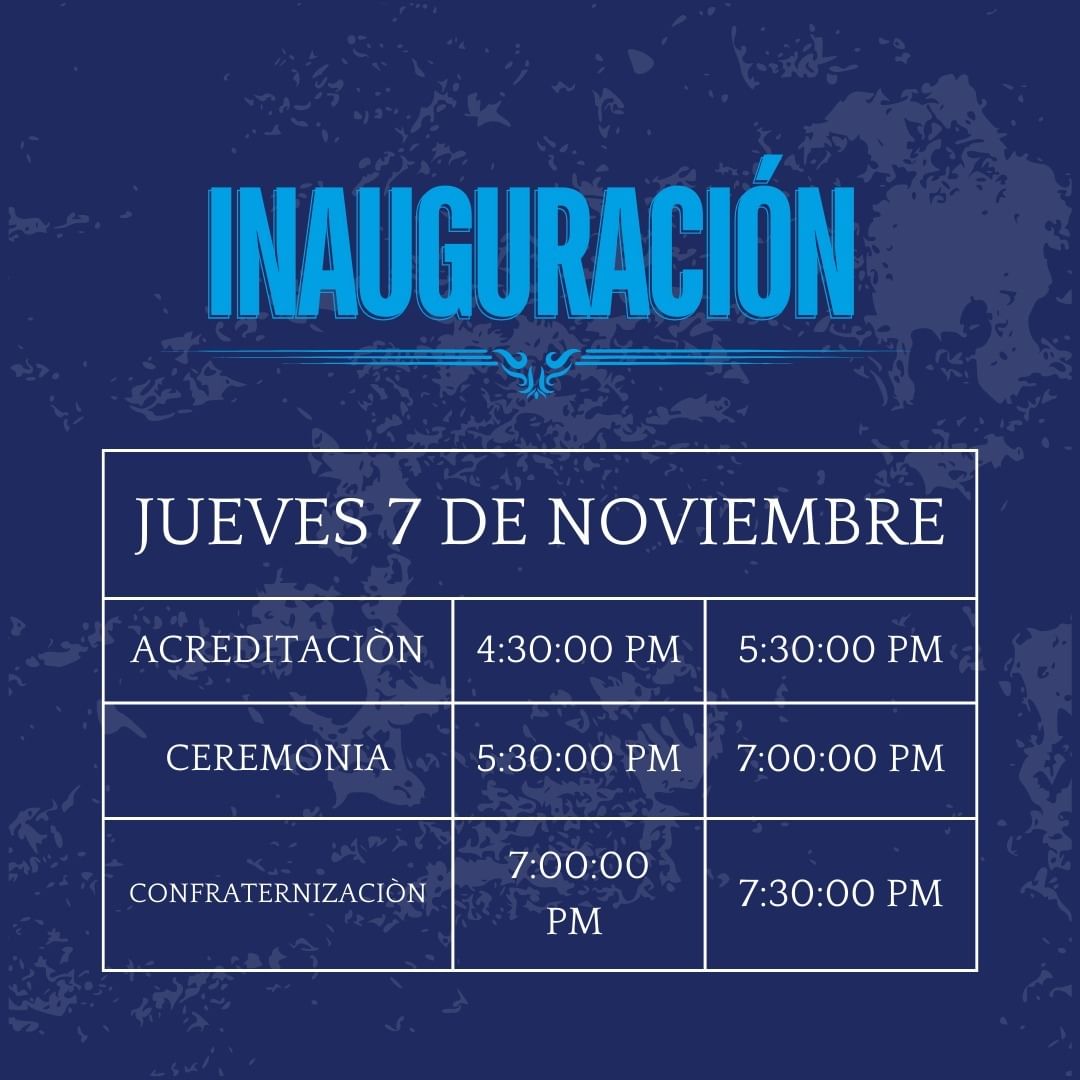 INAUGURACIÓN
JUEVES 7 DE NOVIEMBRE
ACREDITACIÒN 4:30:00 PM 5:30:00 PM
CEREMONIA 5:30:00 PM 7:00:00 PM
CONFRATERNIZACIÒN 7:00:00 PM 7:30:00 PM